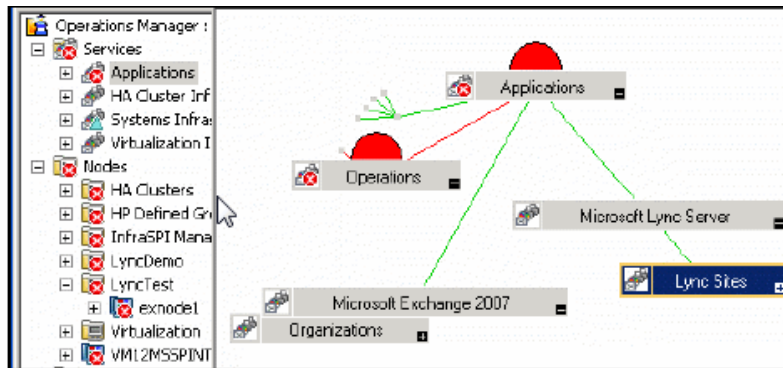 Operations Manager :
Services
Applications
HA Cluster Inf
Systems Infra
Virtualization I
Nodes
HA Clusters
HP Defined Gr
InfraSPI Mana
LyncDemo
LyncTest
exnode1
Virtualization
VM12MSSPINT
Applications
Operations
Microsoft Lync Server
Lync Sites
Microsoft Exchange 2007
Organizations